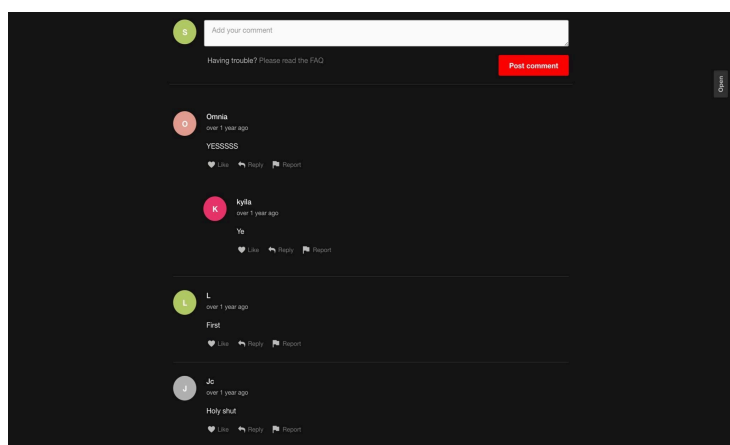 S
Add your comment
Having trouble? Please read the FAQ
Post comment
Open
O
Omnia
over 1 year ago
YESSSSS
Like Reply Report
K
kyila
over 1 year ago
Ye
Like Reply Report
L
L
over 1 year ago
First
Like Reply Report
J
Jc
over 1 year ago
Holy shut
Like Reply Report